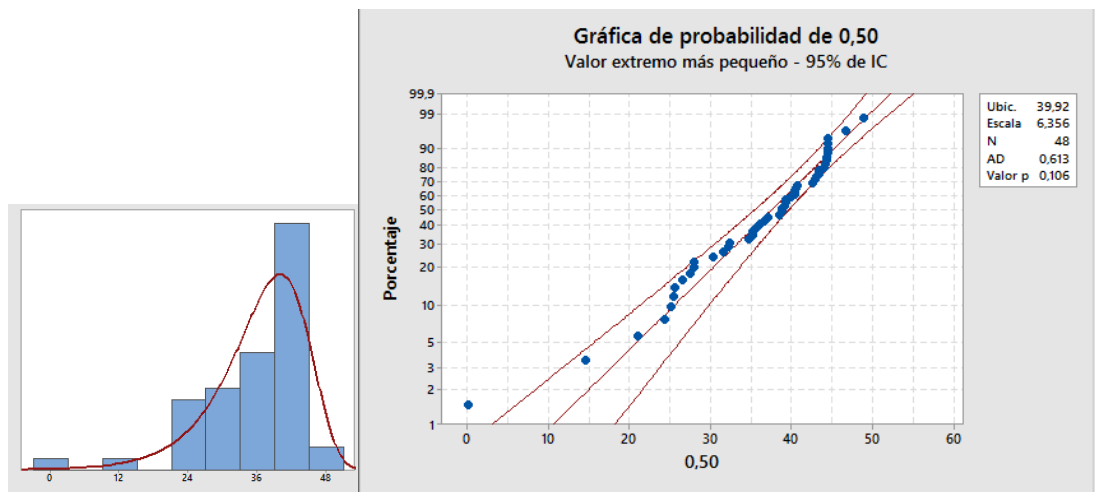 Gráfica de probabilidad de 0,50
Valor extremo más pequeño - 95% de IC
99,9
99
90
80
70
60
50
40
30
20
10
5
3
2
1
Porcentaje
0 10 20 30 40 50 60
0,50
Ubic. 39,92
Escala 6,356
N 48
AD 0,613
Valor p 0,106
0 12 24 36 48